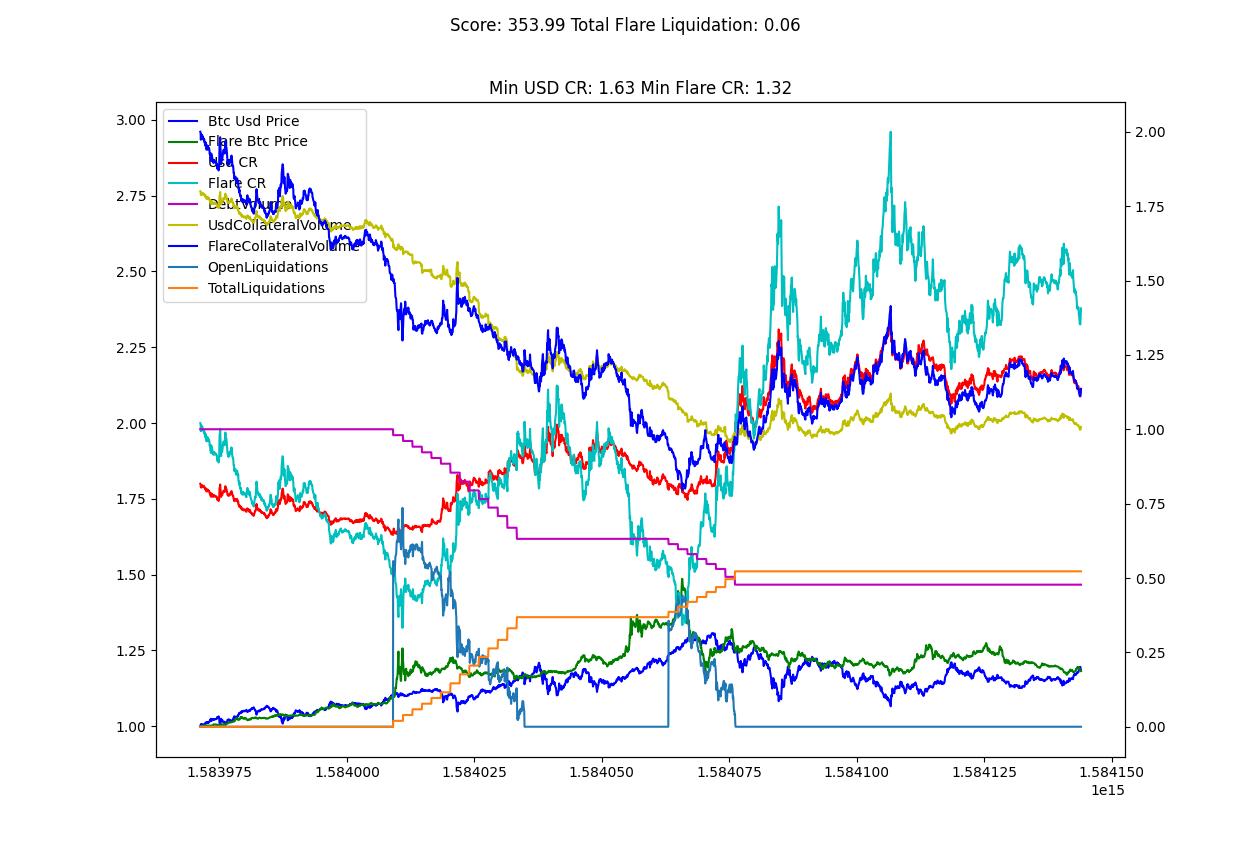 Score: 353.99 Total Flare Liquidation: 0.06
Min USD CR: 1.63 Min Flare CR: 1.32
Btc Usd Price
Flare Btc Price
Usd CR
Flare CR
DebtVolume
UsdCollateralVolume
FlareCollateralVolume
OpenLiquidations
TotalLiquidations
3.00
2.75
2.50
2.25
2.00
1.75
1.50
1.25
1.00
2.00
1.75
1.50
1.25
1.00
0.75
0.50
0.25
0.00
1.583975 1.584000 1.584025 1.584050 1.584075 1.584100 1.584125 1.584150
1e15